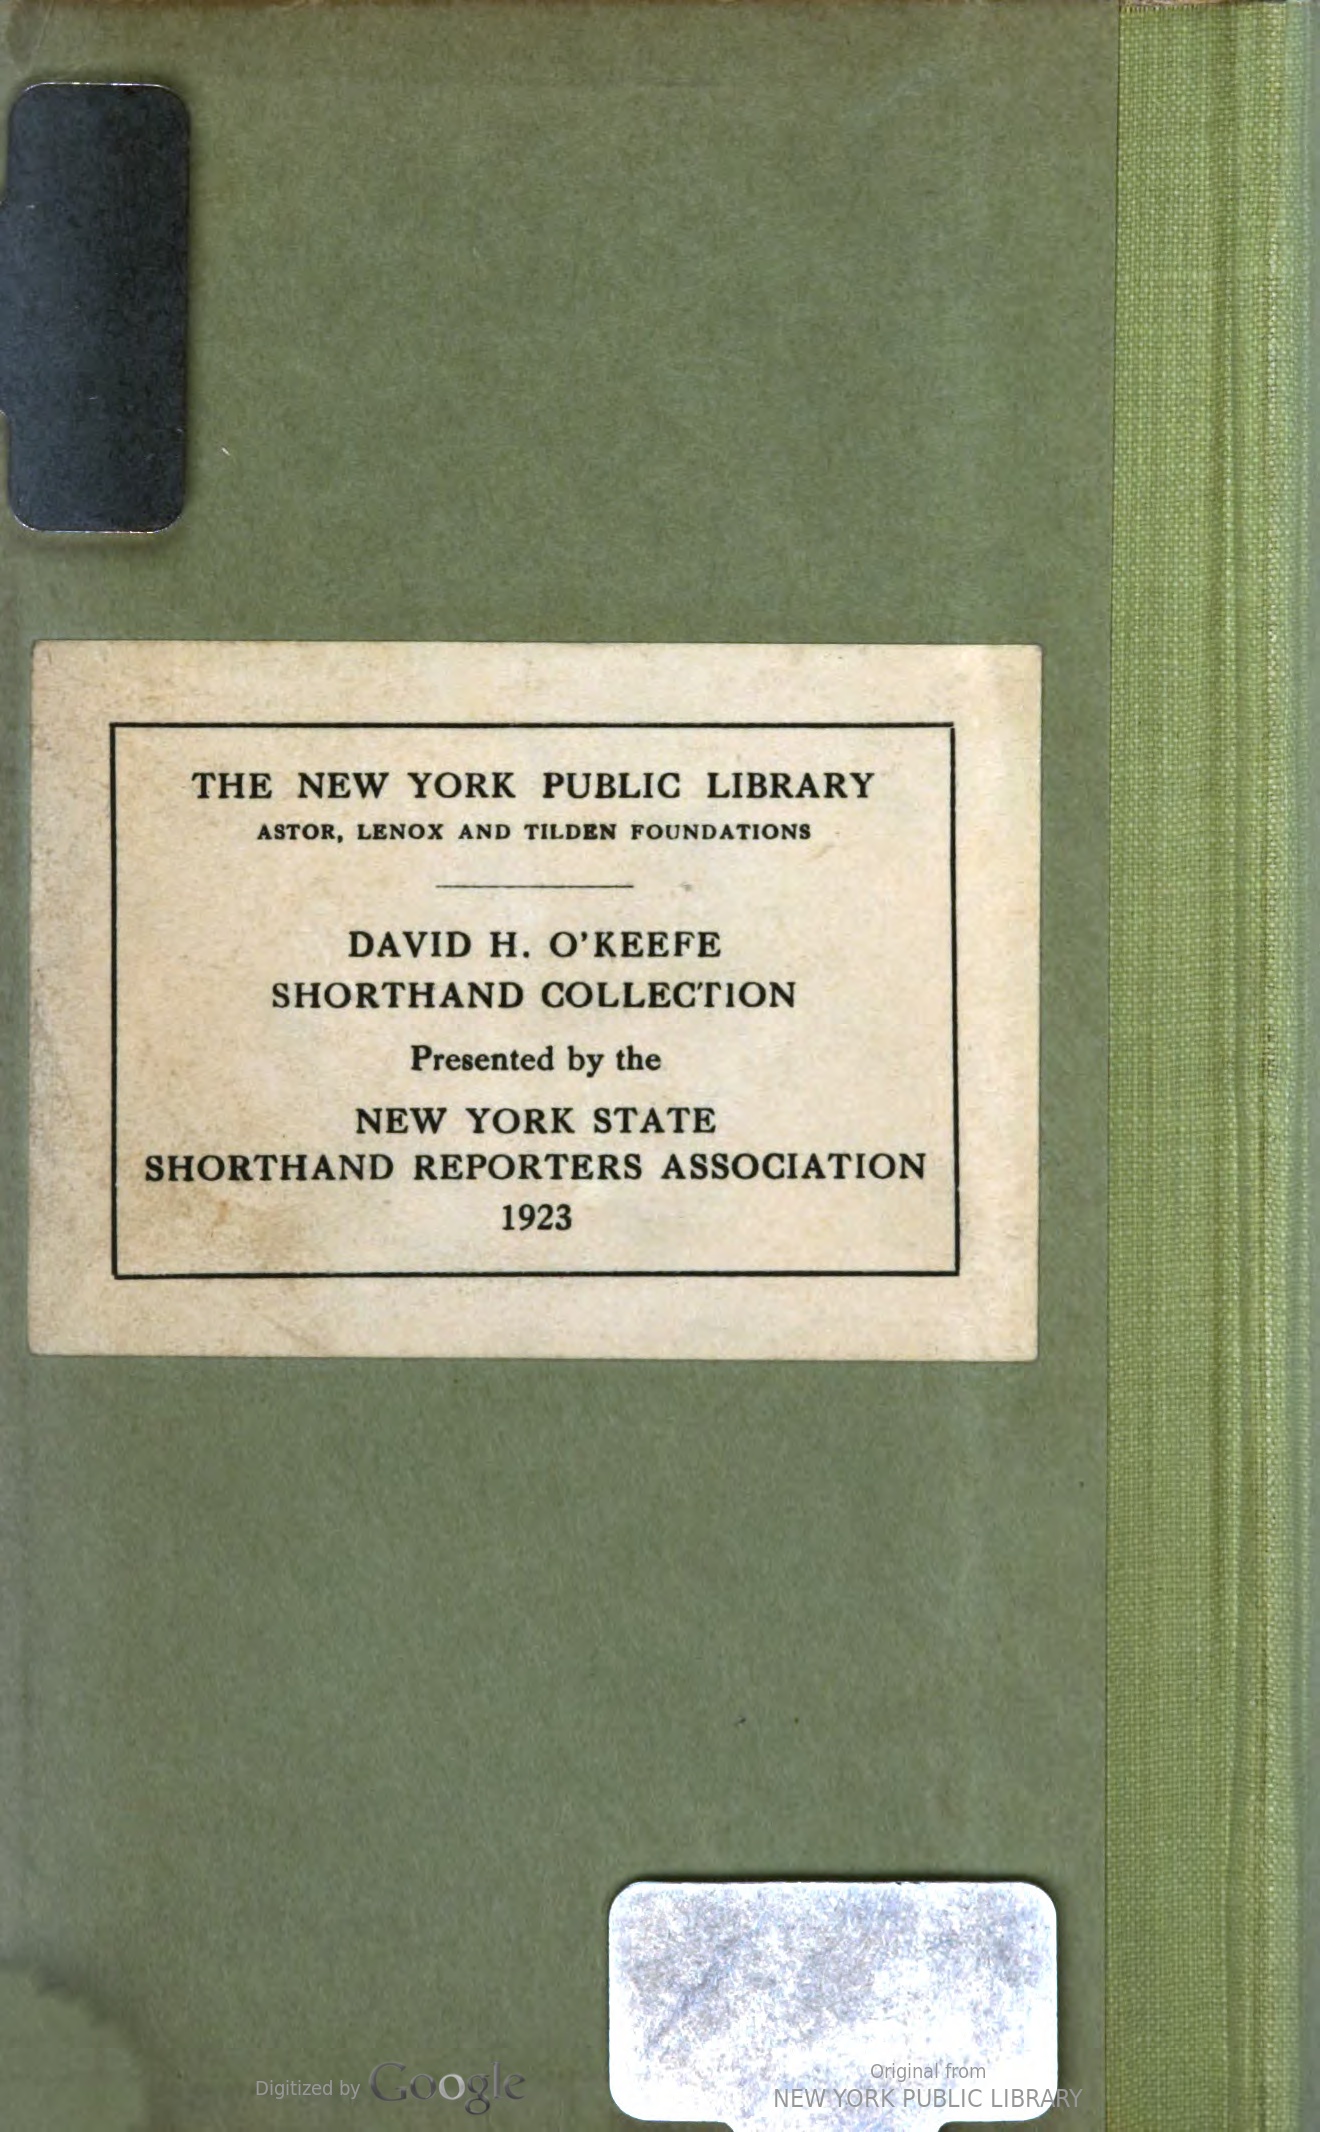 THE NEW YORK PUBLIC LIBRARY
ASTOR, LENOX AND TILDEN FOUNDATIONS
DAVID H. O'KEEFE
SHORTHAND COLLECTION
Presented by the
NEW YORK STATE
SHORTHAND REPORTERS ASSOCIATION
1923
Digitized by Google
Original from
NEW YORK PUBLIC LIBRARY